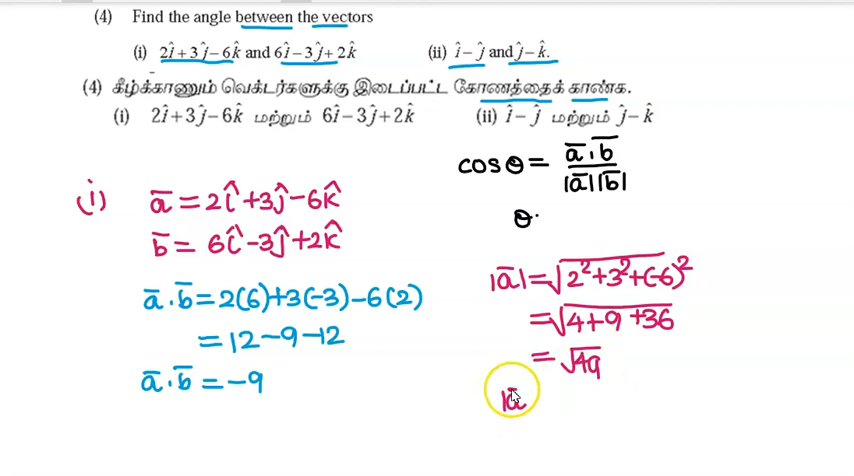 (4) Find the angle between the vectors
(i) 2î+3ĵ−6k̂ and 6î−3ĵ+2k̂ (ii) î−ĵ and ĵ−k̂.
(4) கீழ்க்காணும் வெக்டர்களுக்கு இடைப்பட்ட கோணத்தைக் காண்க.
(i) 2î+3ĵ−6k̂ மற்றும் 6î−3ĵ+2k̂ (ii) î−ĵ மற்றும் ĵ−k̂
cos θ = a̅.b̅ / |a̅||b̅|
θ.
(i) a̅ = 2î+3ĵ−6k̂
b̅ = 6î−3ĵ+2k̂
a̅.b̅ = 2(6)+3(−3)−6(2)
= 12−9−12
a̅.b̅ = −9
|a̅| = √2²+3²+(−6)²
= √4+9+36
= √49
|a̅